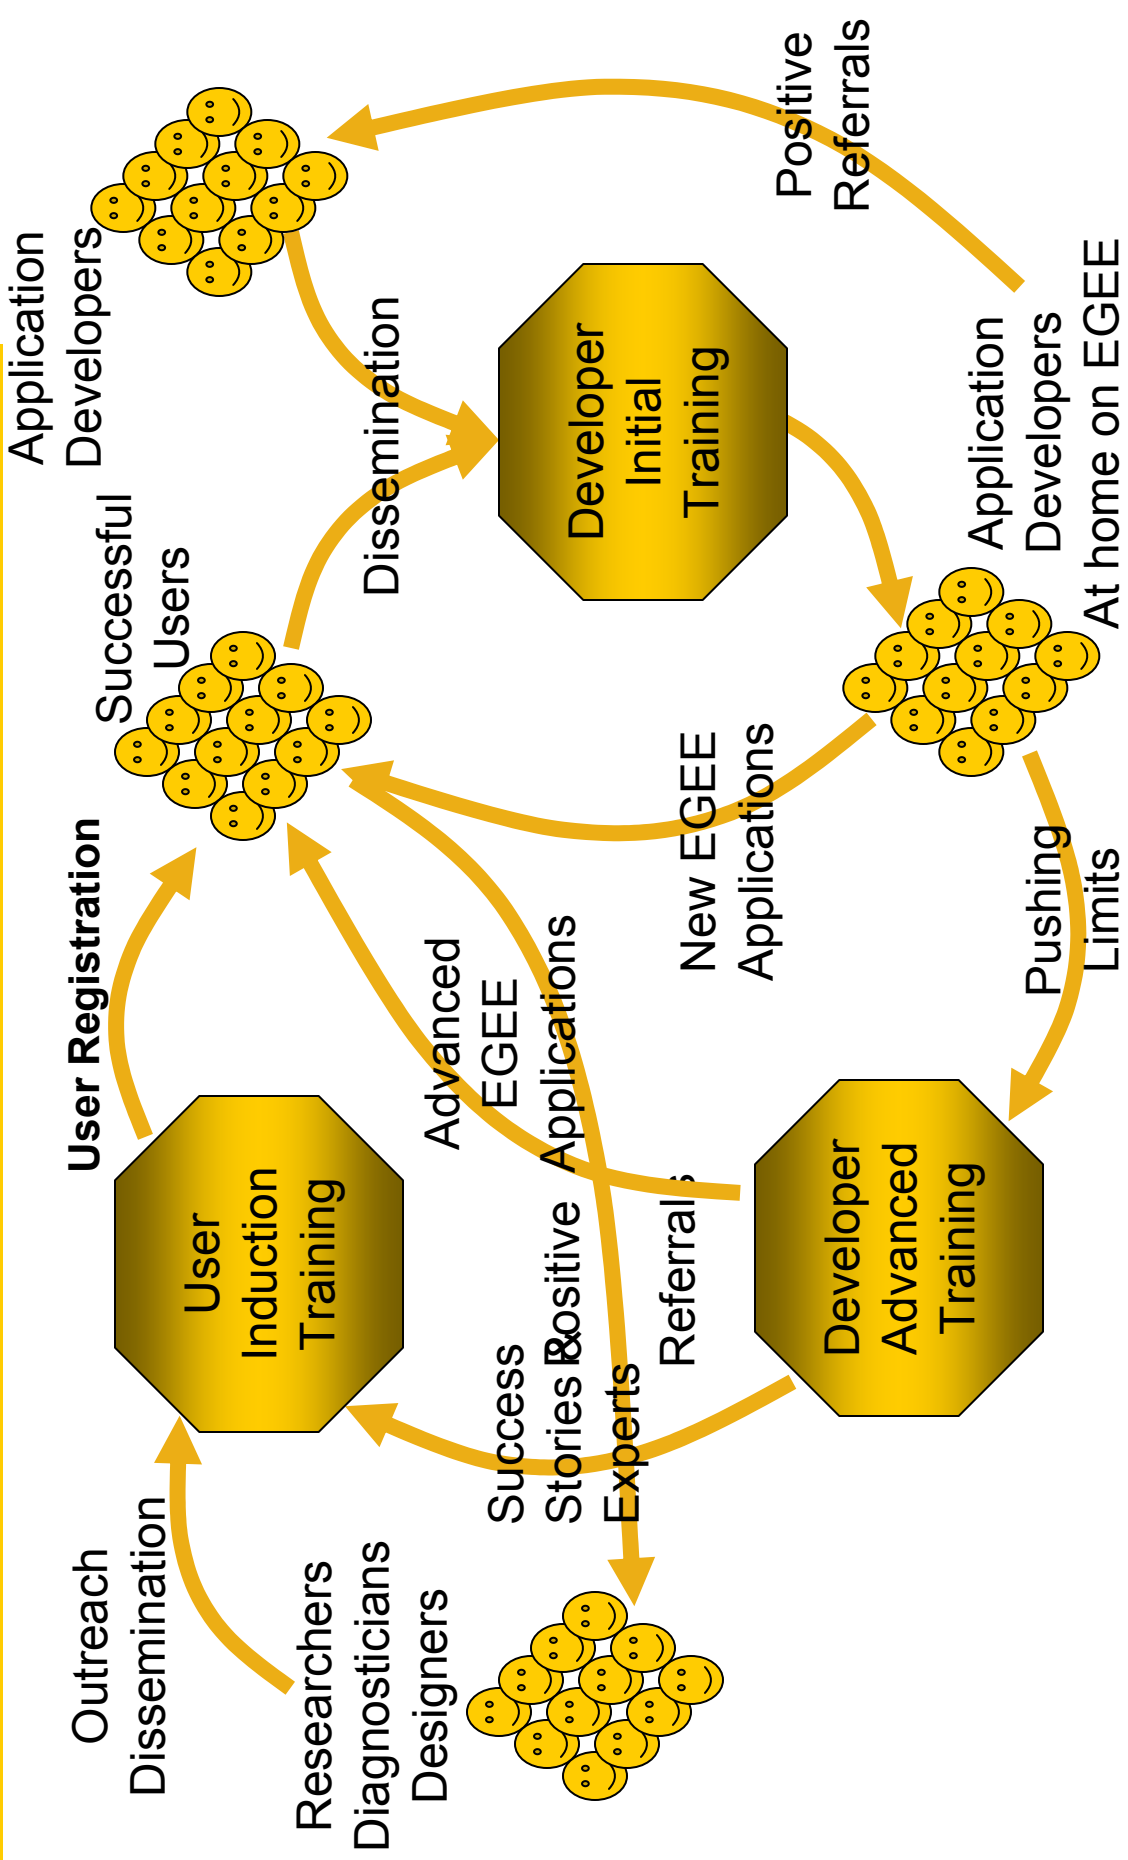 Outreach
Dissemination
User Registration
Successful
Users
Application
Developers
Researchers
Diagnosticians
Designers
User
Induction
Training
Advanced
EGEE
Applications
Dissemination
Success
Stories &
Experts
Positive
Referrals
New EGEE
Applications
Developer
Initial
Training
Positive
Referrals
Developer
Advanced
Training
Pushing
Limits
Application
Developers
At home on EGEE